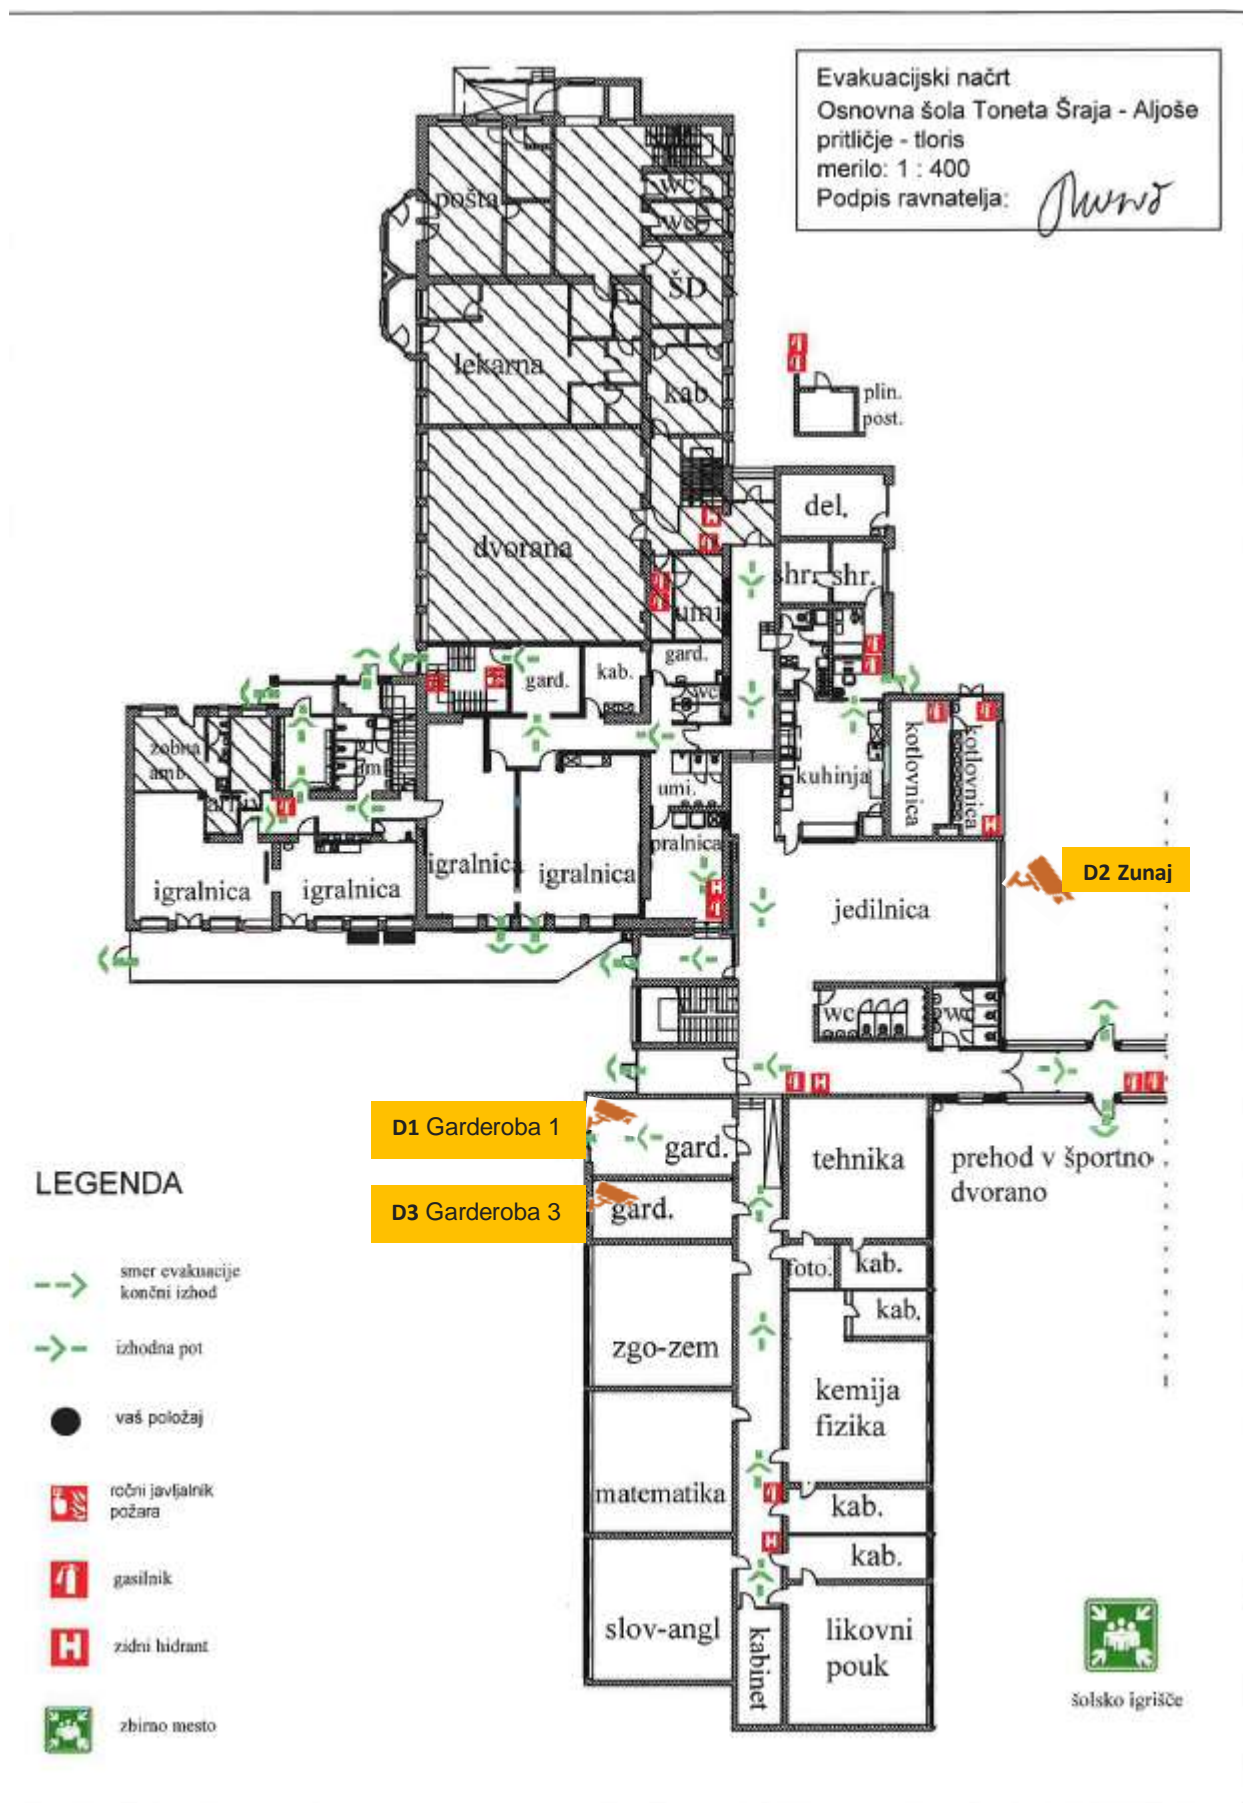 Evakuacijski načrt
Osnovna šola Toneta Šraja - Aljoše
pritličje - tloris
merilo: 1 : 400
Podpis ravnatelja:
pošta
wc
wc
ŠD
lekarna
kab.
plin.
post.
del.
dvorana
shr.
shr.
umi.
gard.
kab.
gard.
wc
zobna
amb.
umi.
kuhinja
kotlovnica
kotlovnica
umi.
pralnica
igralnica
igralnica
igralnica
igralnica
jedilnica
D2 Zunaj
wc
wc
D1 Garderoba 1
gard.
tehnika
prehod v športno
dvorano
LEGENDA
D3 Garderoba 3
gard.
foto.
kab.
smer evakuacije
končni izhod
kab.
izhodna pot
zgo-zem
kemija
fizika
vaš položaj
ročni javljalnik
požara
matematika
kab.
H
kab.
gasilnik
H
zidni hidrant
slov-angl
kabinet
likovni
pouk
zbirno mesto
šolsko igrišče